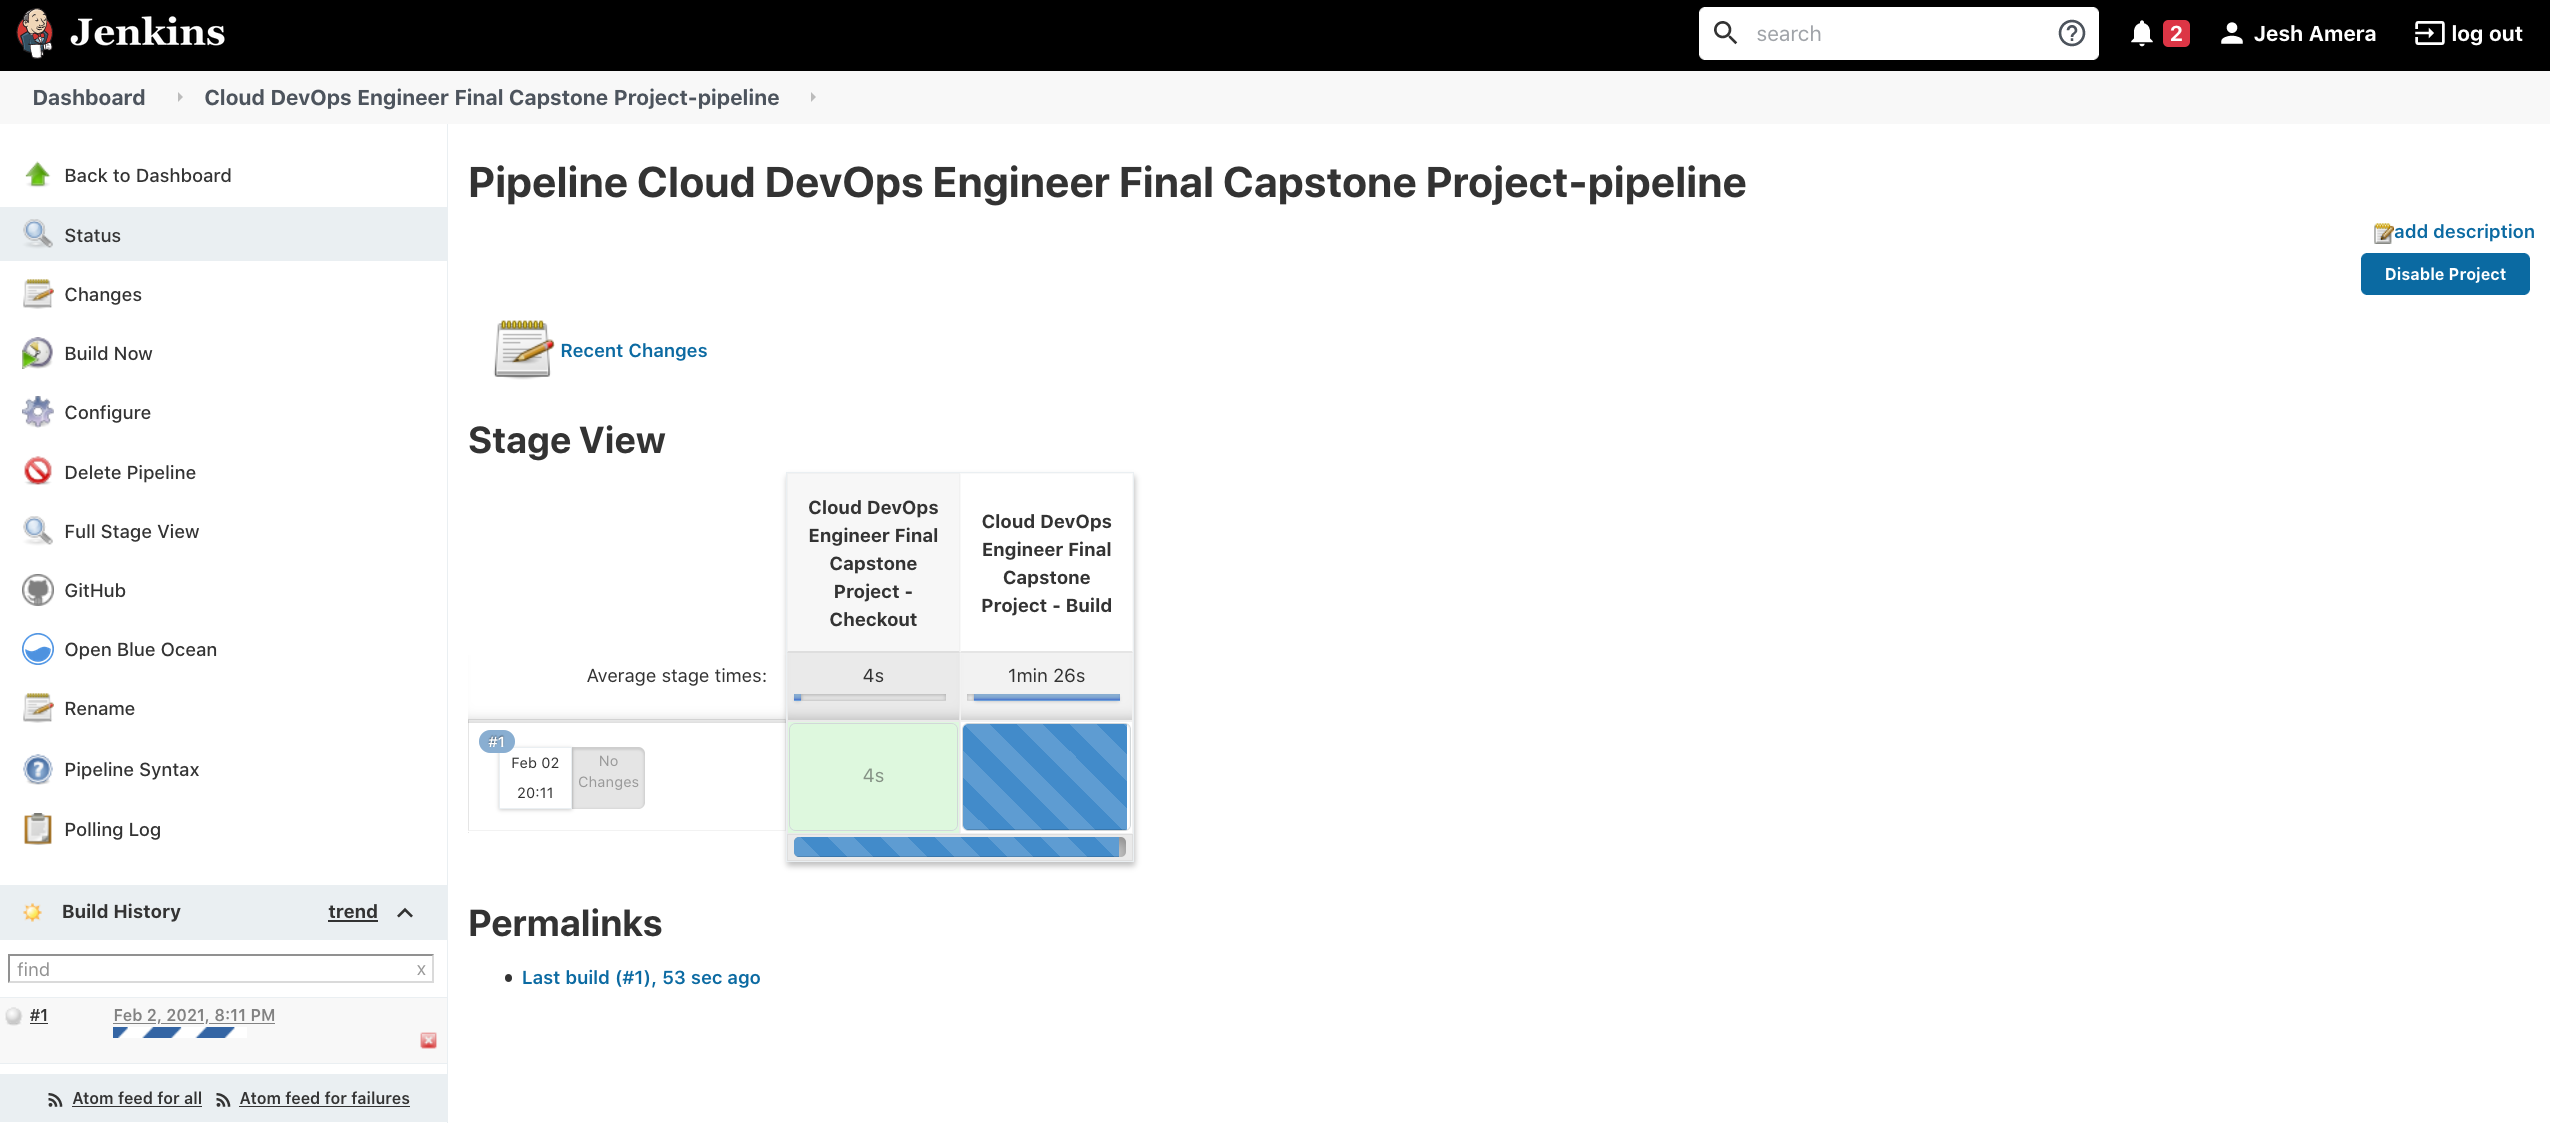 Jenkins
search
2
Jesh Amera
log out
Dashboard
Cloud DevOps Engineer Final Capstone Project-pipeline
Back to Dashboard
Status
Changes
Build Now
Configure
Delete Pipeline
Full Stage View
GitHub
Open Blue Ocean
Rename
Pipeline Syntax
Polling Log
Build History
trend
find
x
#1
Feb 2, 2021, 8:11 PM
Atom feed for all
Atom feed for failures
Pipeline Cloud DevOps Engineer Final Capstone Project-pipeline
add description
Disable Project
Recent Changes
Stage View
Cloud DevOps
Engineer Final
Capstone
Project -
Checkout
Cloud DevOps
Engineer Final
Capstone
Project - Build
Average stage times:
4s
1min 26s
#1
Feb 02
20:11
No
Changes
4s
Permalinks
Last build (#1), 53 sec ago